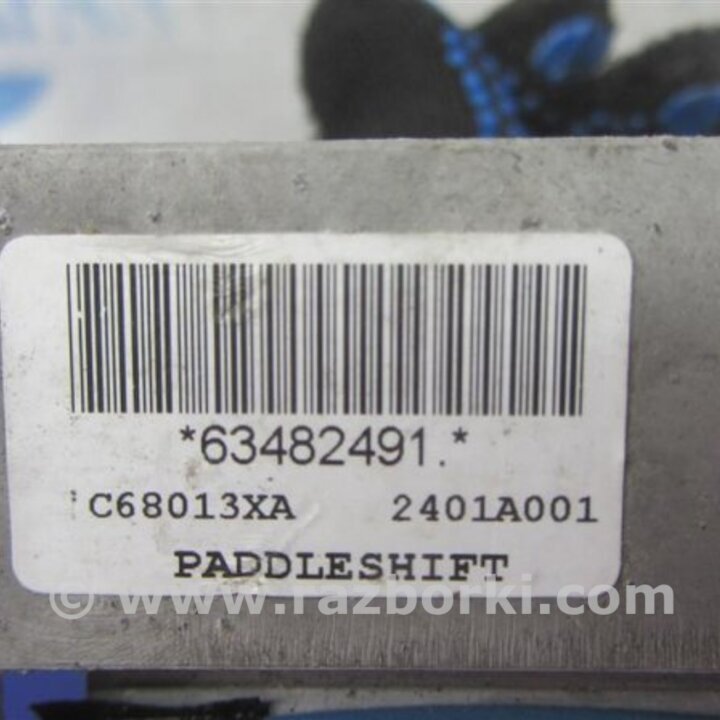 *63482491.*
C68013XA 2401A001
PADDLESHIFT
© www.razborki.com